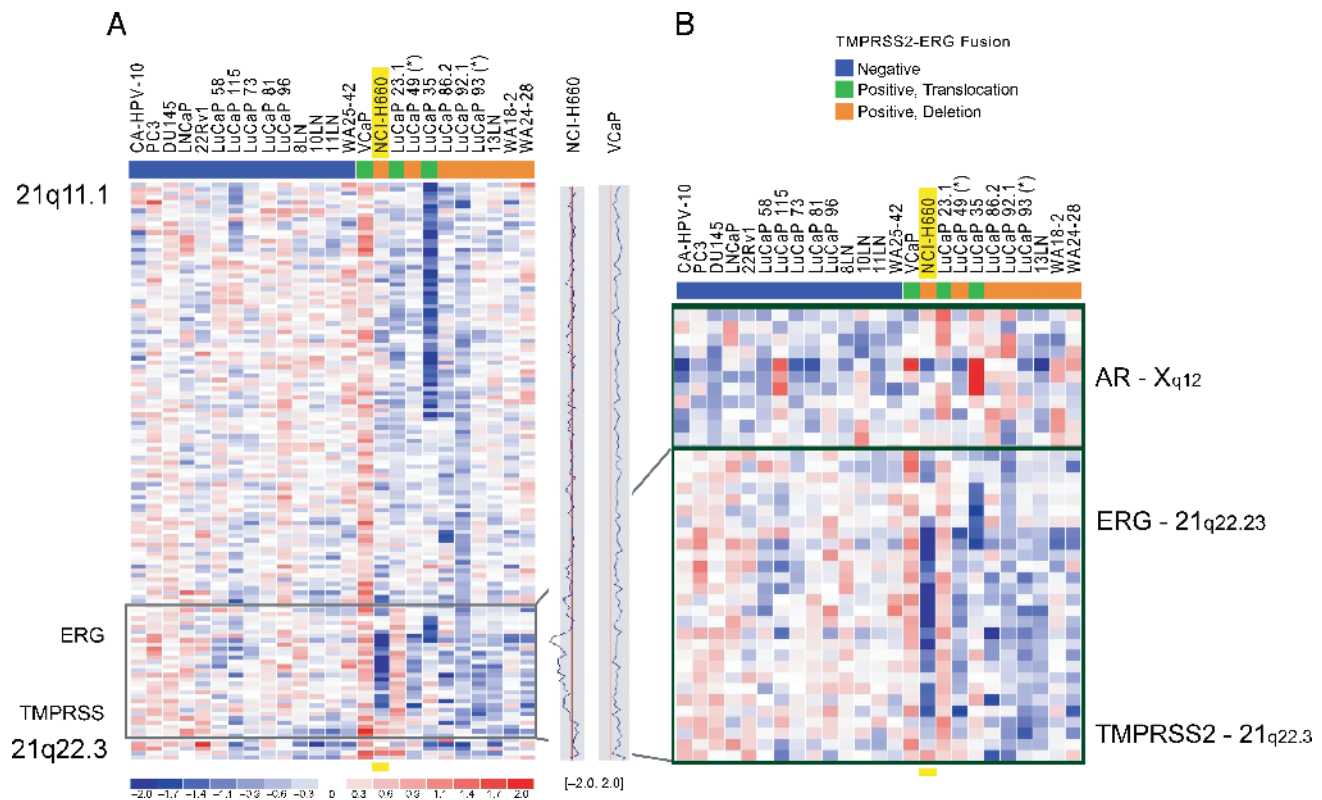 A
B
TMPRSS2-ERG Fusion
Negative
Positive, Translocation
Positive, Deletion
CA-HPV-10
PC3
DU145
LNCaP
22Rv1
LuCaP 58
LuCaP 115
LuCaP 73
LuCaP 81
LuCaP 96
8LN
10LN
11LN
WA25-42
VCaP
NCI-H660
LuCaP 23.1
LuCaP 49 (*)
LuCaP 35
LuCaP 86.2
LuCaP 92.1
LuCaP 93 (*)
13LN
WA18-2
WA24-28
NCI-H660
VCaP
CA-HPV-10
PC3
DU145
LNCaP
22Rv1
LuCaP 58
LuCaP 115
LuCaP 73
LuCaP 81
LuCaP 96
8LN
10LN
11LN
WA25-42
VCaP
NCI-H660
LuCaP 23.1
LuCaP 49 (*)
LuCaP 35
LuCaP 86.2
LuCaP 92.1
LuCaP 93 (*)
13LN
WA18-2
WA24-28
21q11.1
ERG
TMPRSS
21q22.3
AR - Xq12
ERG - 21q22.23
TMPRSS2 - 21q22.3
-2.0 -1.7 -1.4 -1.1 -0.9 -0.6 -0.3 0 0.3 0.6 1.1 1.4 1.7 2.0
[-2.0. 2.0]